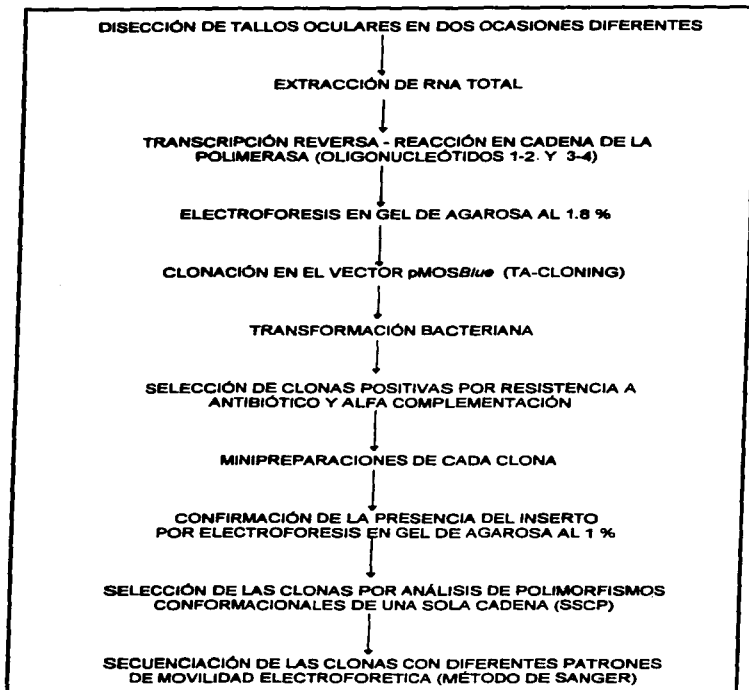 DISECCIÓN DE TALLOS OCULARES EN DOS OCASIONES DIFERENTES
EXTRACCIÓN DE RNA TOTAL
TRANSCRIPCIÓN REVERSA - REACCIÓN EN CADENA DE LA
POLIMERASA (OLIGONUCLEÓTIDOS 1-2. Y 3-4)
ELECTROFORESIS EN GEL DE AGAROSA AL 1.8 %
CLONACIÓN EN EL VECTOR pMOSBlue (TA-CLONING)
TRANSFORMACIÓN BACTERIANA
SELECCIÓN DE CLONAS POSITIVAS POR RESISTENCIA A
ANTIBIÓTICO Y ALFA COMPLEMENTACIÓN
MINIPREPARACIONES DE CADA CLONA
CONFIRMACIÓN DE LA PRESENCIA DEL INSERTO
POR ELECTROFORESIS EN GEL DE AGAROSA AL 1 %
SELECCIÓN DE LAS CLONAS POR ANÁLISIS DE POLIMORFISMOS
CONFORMACIONALES DE UNA SOLA CADENA (SSCP)
SECUENCIACIÓN DE LAS CLONAS CON DIFERENTES PATRONES
DE MOVILIDAD ELECTROFORÉTICA (MÉTODO DE SANGER)